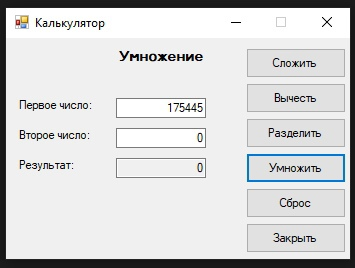 Калькулятор
Умножение
Первое число: 175445
Второе число: 0
Результат: 0
Сложить
Вычесть
Разделить
Умножить
Сброс
Закрыть